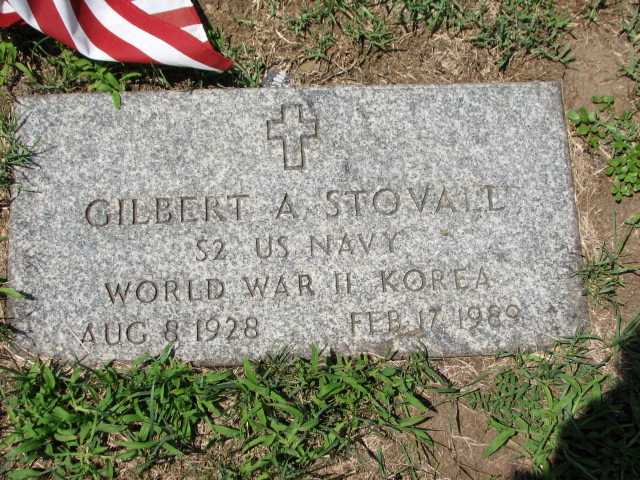 GILBERT A STOVALL
S2 US NAVY
WORLD WAR II KOREA
AUG 8 1928 FEB 17 1989